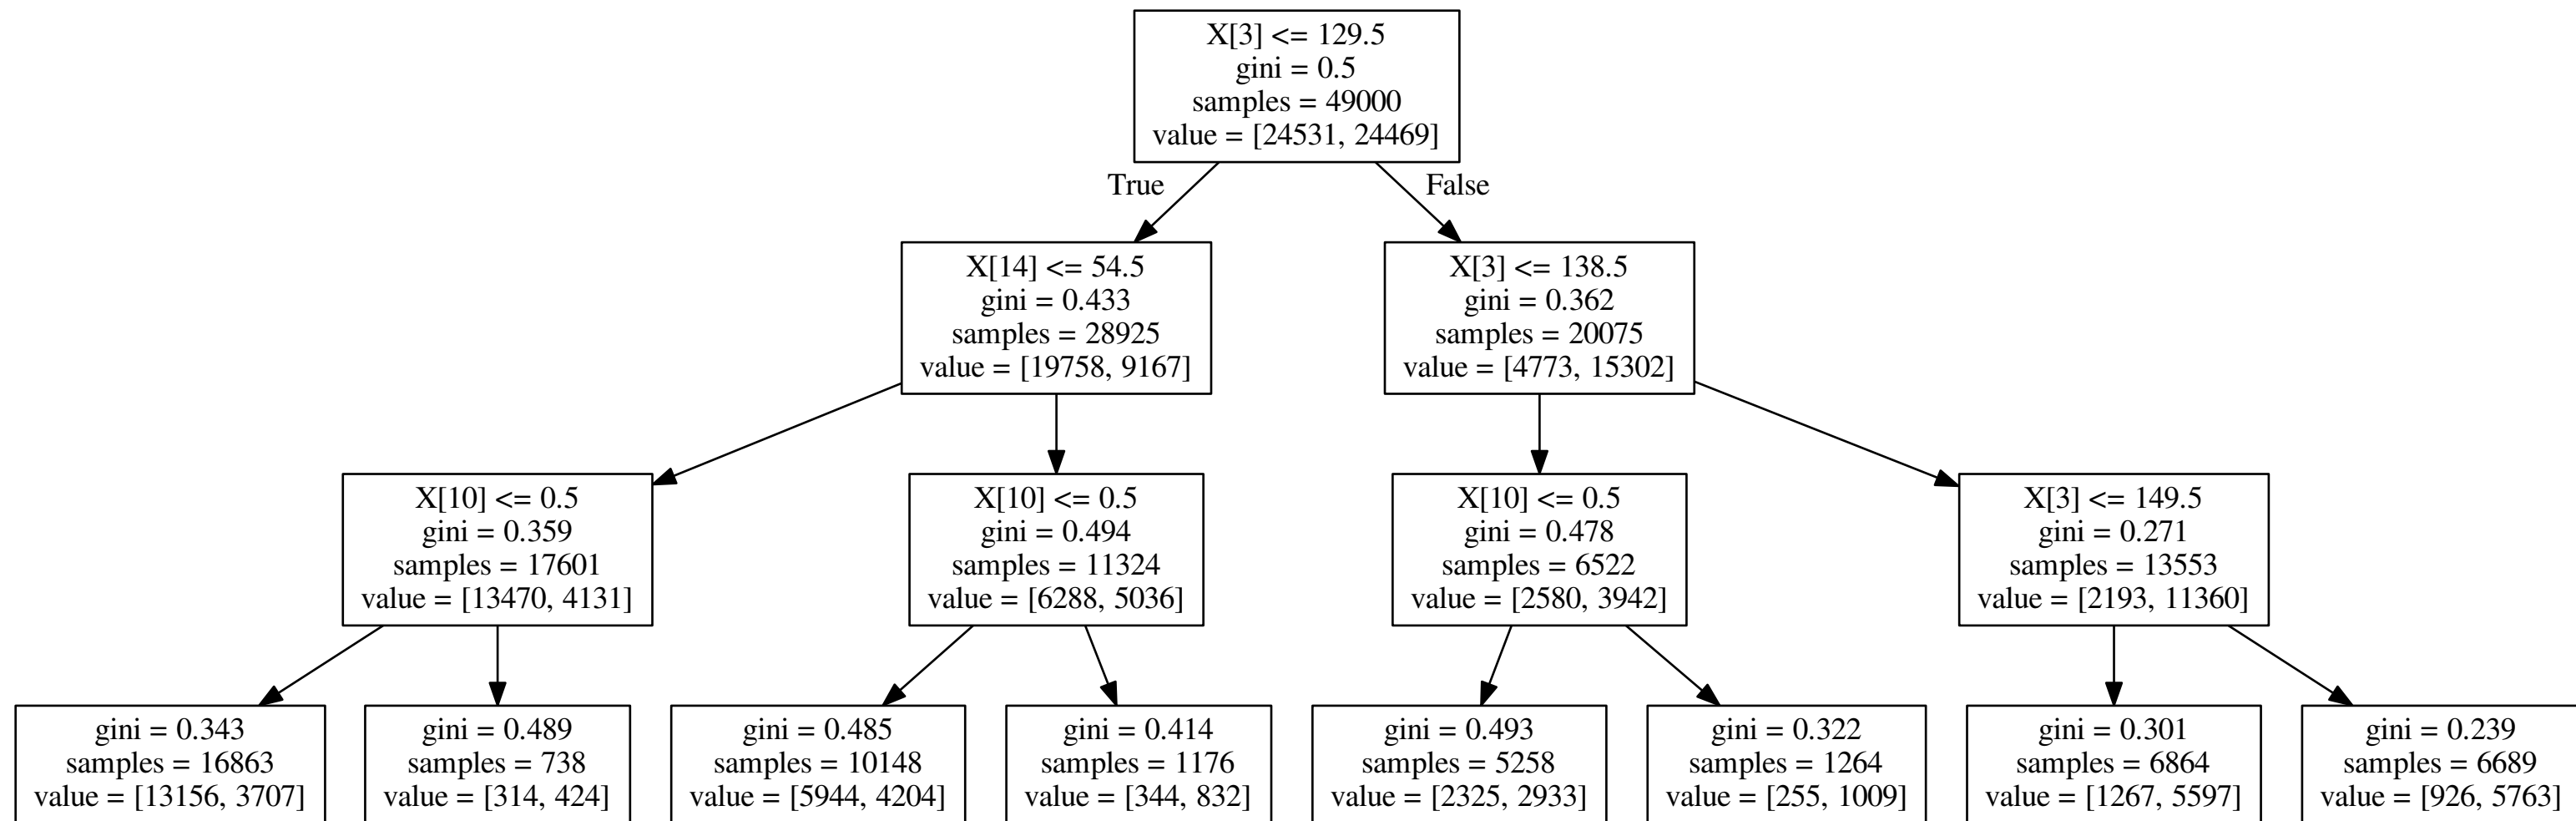 X[3] <= 129.5
gini = 0.5
samples = 49000
value = [24531, 24469]
True
False
X[14] <= 54.5
gini = 0.433
samples = 28925
value = [19758, 9167]
X[3] <= 138.5
gini = 0.362
samples = 20075
value = [4773, 15302]
X[10] <= 0.5
gini = 0.359
samples = 17601
value = [13470, 4131]
X[10] <= 0.5
gini = 0.494
samples = 11324
value = [6288, 5036]
X[10] <= 0.5
gini = 0.478
samples = 6522
value = [2580, 3942]
X[3] <= 149.5
gini = 0.271
samples = 13553
value = [2193, 11360]
gini = 0.343
samples = 16863
value = [13156, 3707]
gini = 0.489
samples = 738
value = [314, 424]
gini = 0.485
samples = 10148
value = [5944, 4204]
gini = 0.414
samples = 1176
value = [344, 832]
gini = 0.493
samples = 5258
value = [2325, 2933]
gini = 0.322
samples = 1264
value = [255, 1009]
gini = 0.301
samples = 6864
value = [1267, 5597]
gini = 0.239
samples = 6689
value = [926, 5763]